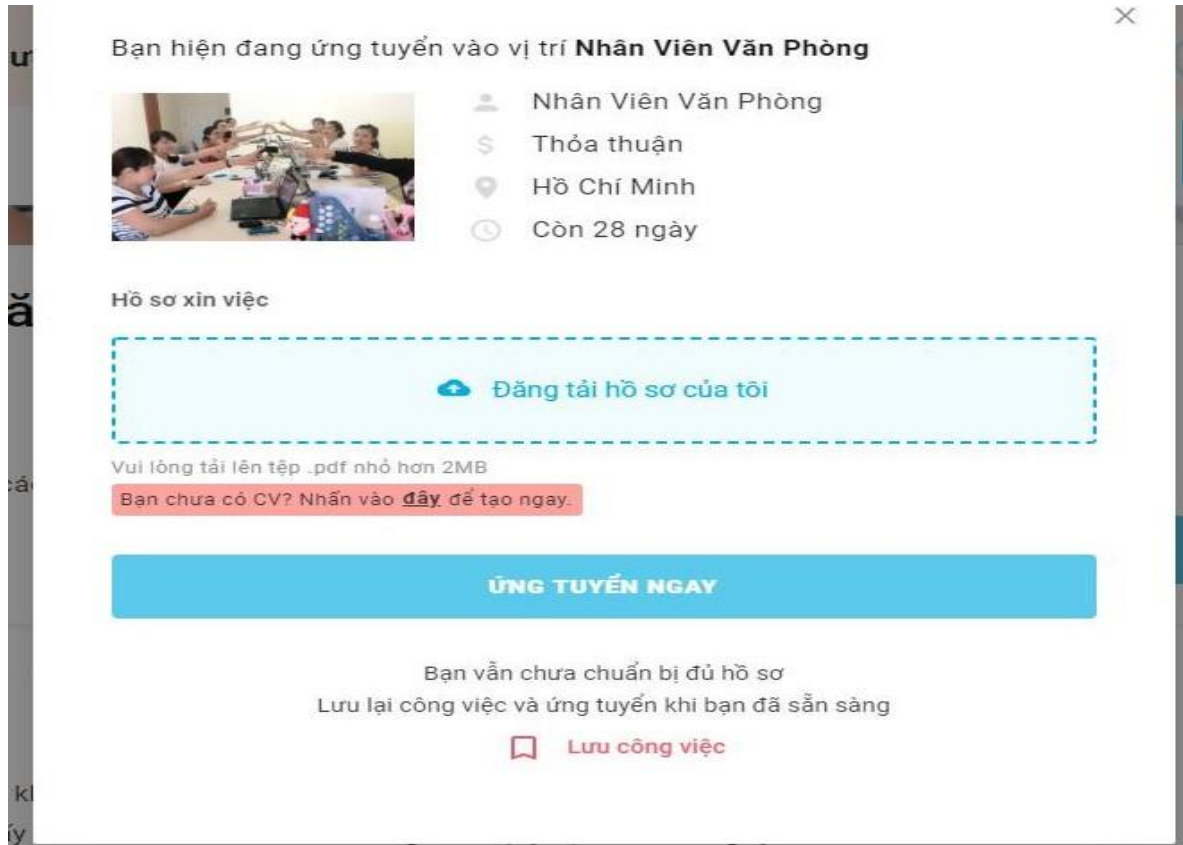 Bạn hiện đang ứng tuyển vào vị trí Nhân Viên Văn Phòng
Nhân Viên Văn Phòng
Thỏa thuận
Hồ Chí Minh
Còn 28 ngày
Hồ sơ xin việc
Đăng tải hồ sơ của tôi
Vui lòng tải lên tệp .pdf nhỏ hơn 2MB
Bạn chưa có CV? Nhấn vào đây để tạo ngay.
ỨNG TUYỂN NGAY
Bạn vẫn chưa chuẩn bị đủ hồ sơ
Lưu lại công việc và ứng tuyển khi bạn đã sẵn sàng
Lưu công việc